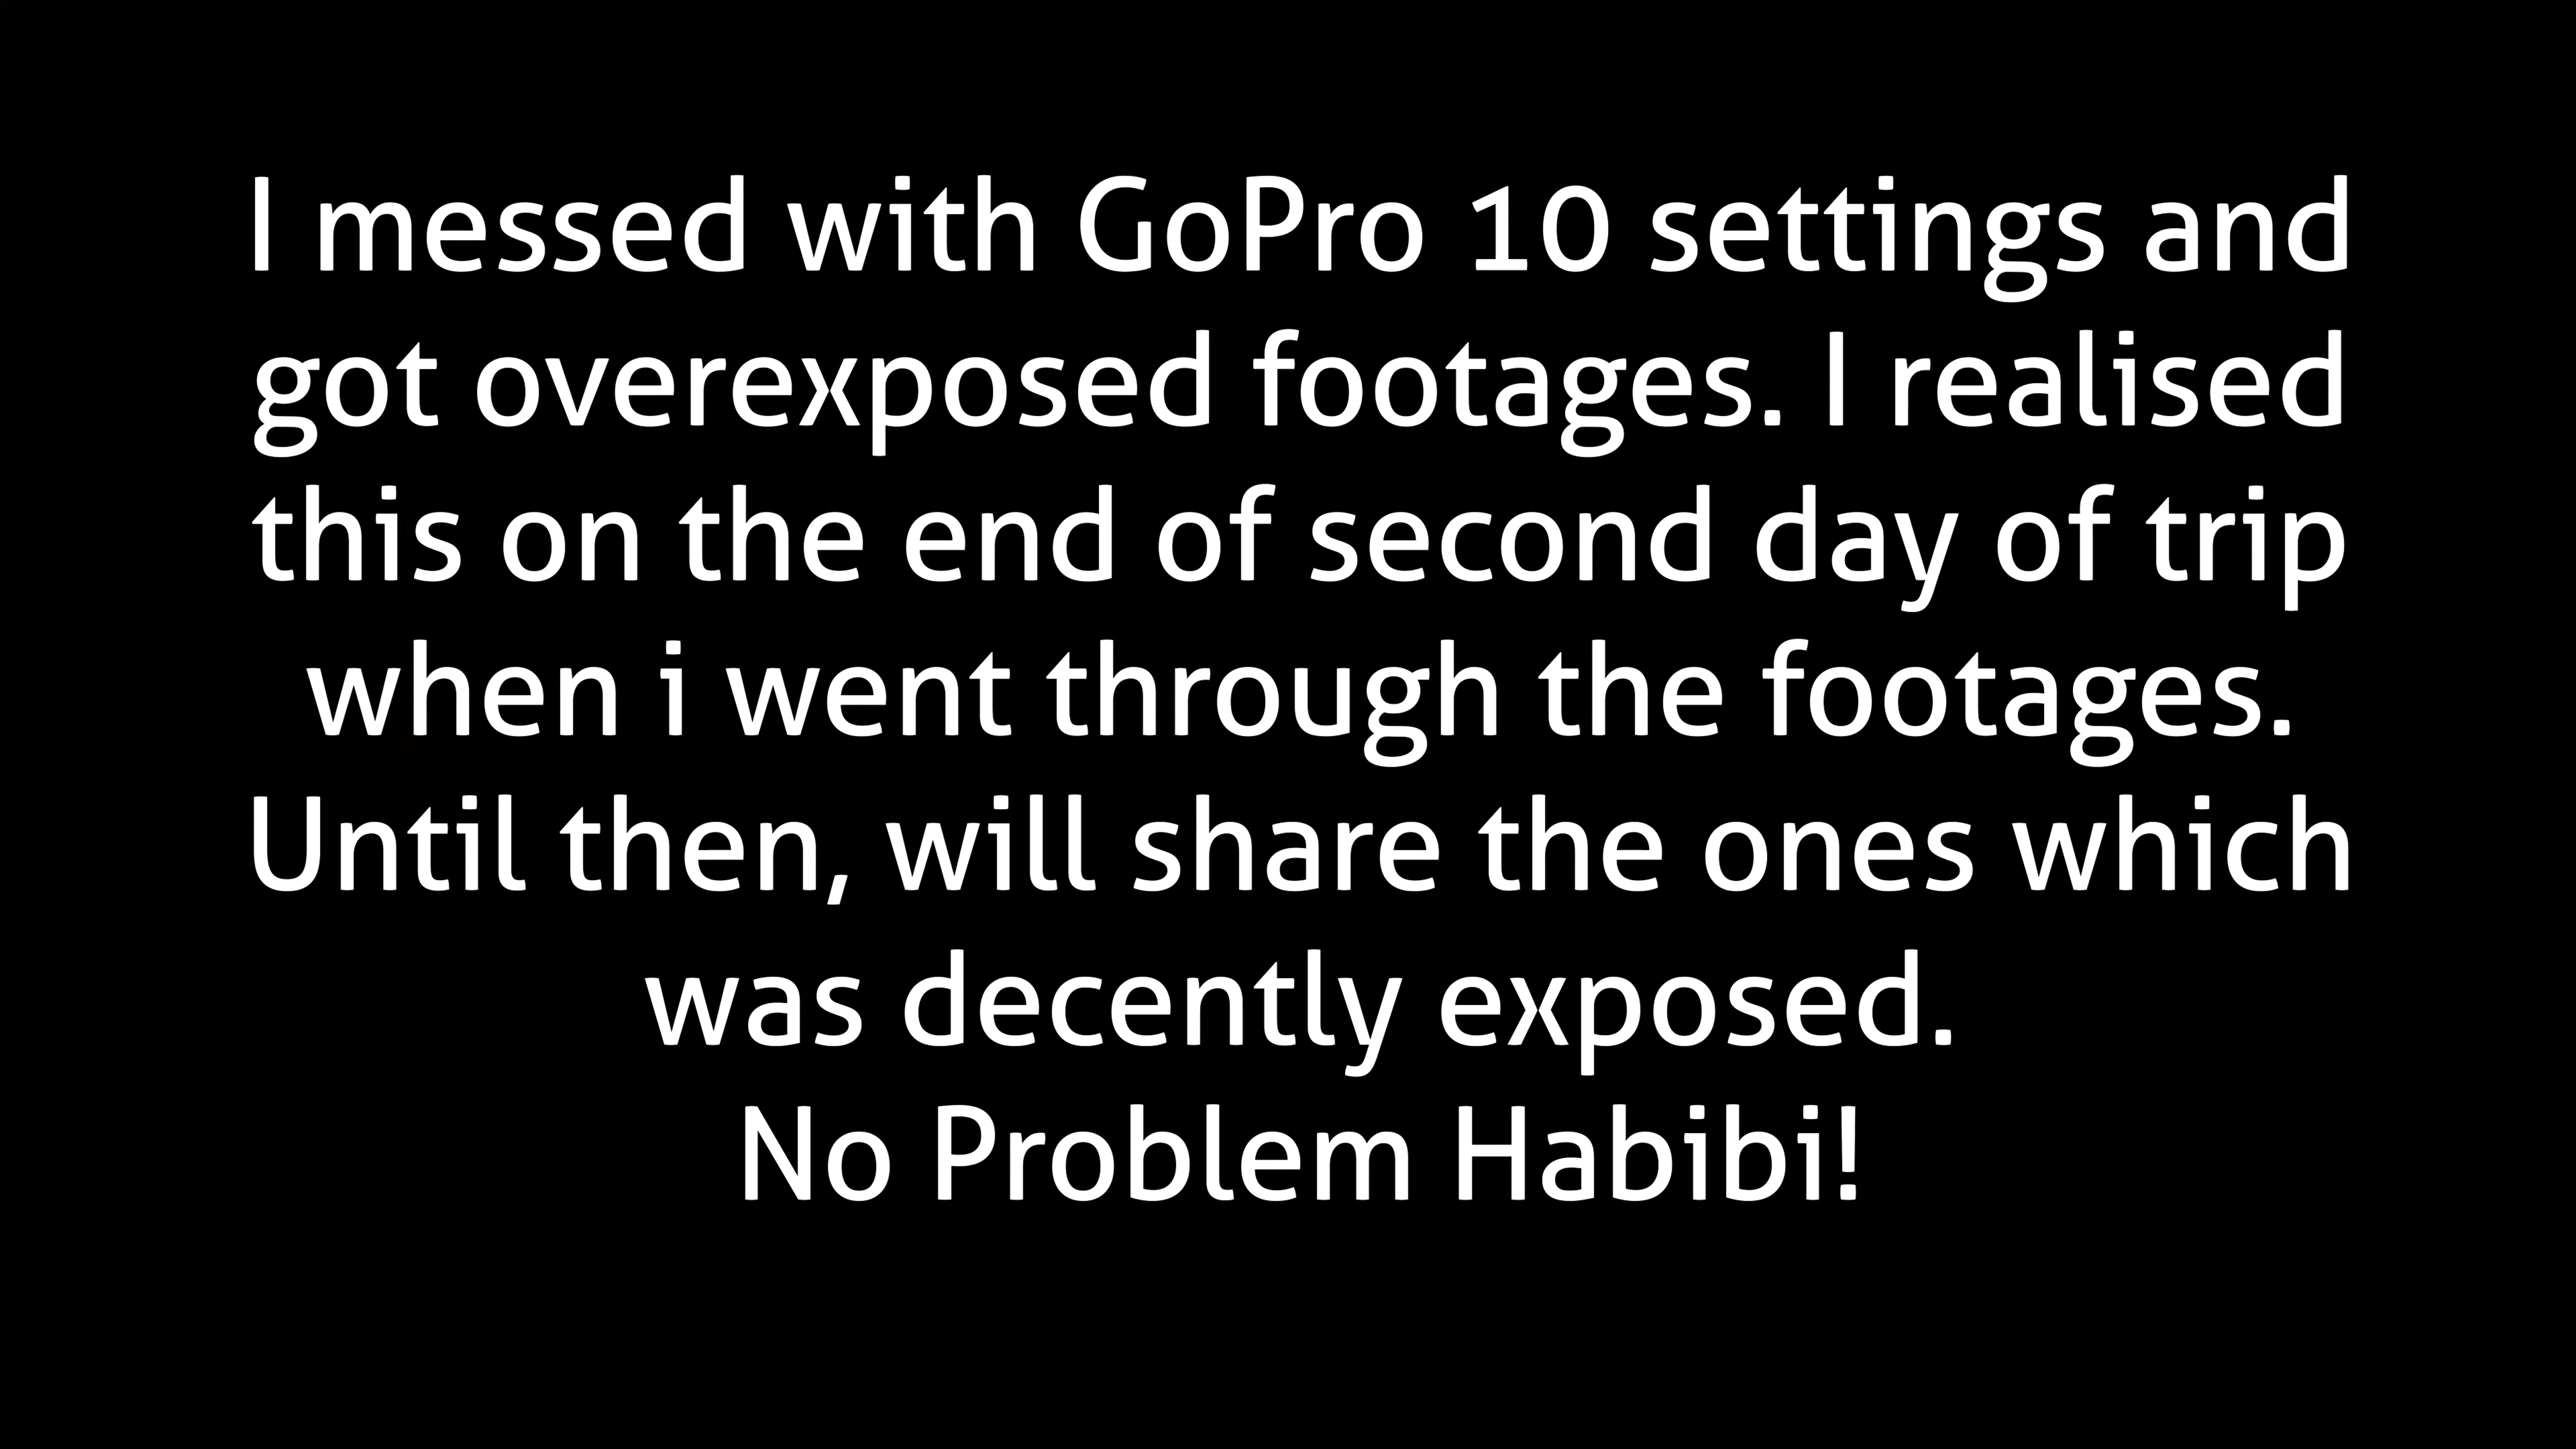 I messed with GoPro 10 settings and
got overexposed footages. I realised
this on the end of second day of trip
when i went through the footages.
Until then, will share the ones which
was decently exposed.
No Problem Habibi!